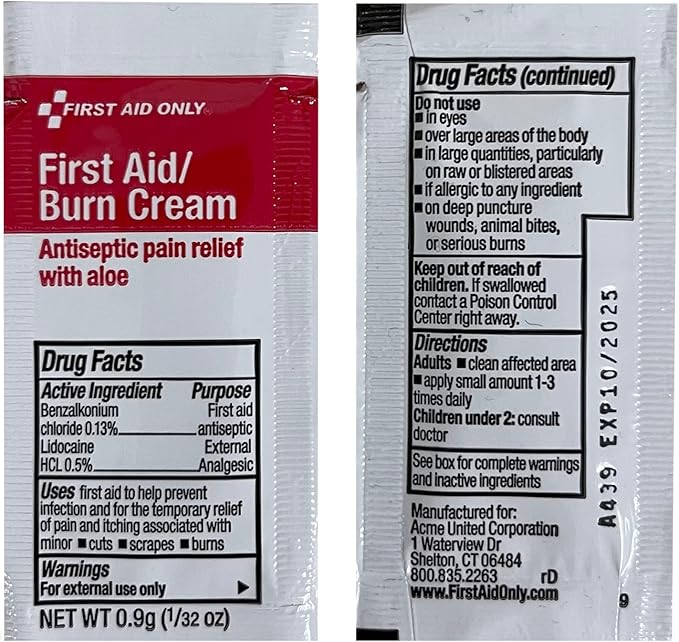 FIRST AID ONLY
First Aid/
Burn Cream
Antiseptic pain relief
with aloe
Drug Facts
Active Ingredient Purpose
Benzalkonium First aid
chloride 0.13% antiseptic
Lidocaine External
HCL 0.5% Analgesic
Uses first aid to help prevent
infection and for the temporary relief
of pain and itching associated with
minor ■ cuts ■ scrapes ■ burns
Warnings
For external use only
NET WT 0.9g (1/32 oz)
Drug Facts (continued)
Do not use
■ in eyes
■ over large areas of the body
■ in large quantities, particularly
on raw or blistered areas
■ if allergic to any ingredient
■ on deep puncture
wounds, animal bites,
or serious burns
Keep out of reach of
children. If swallowed
contact a Poison Control
Center right away.
Directions
Adults ■ clean affected area
■ apply small amount 1-3
times daily
Children under 2: consult
doctor
See box for complete warnings
and inactive ingredients
Manufactured for:
Acme United Corporation
1 Waterview Dr
Shelton, CT 06484
800.835.2263 rD
www.FirstAidOnly.com
A439 EXP10/2025
9